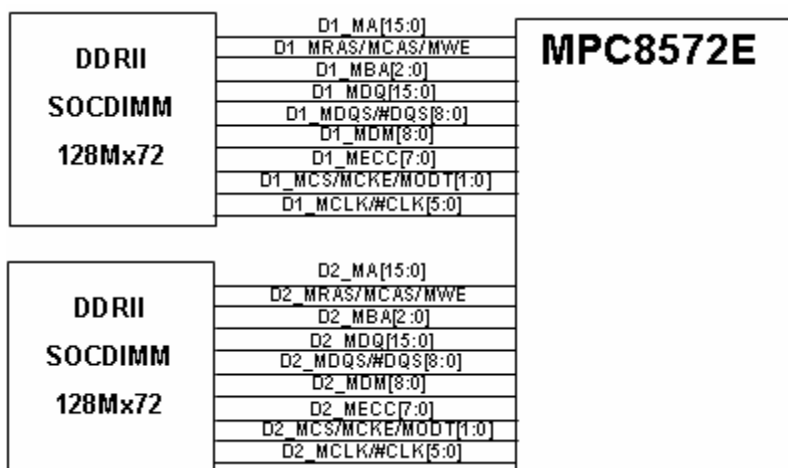 DDRII
SOCDIMM
128Mx72
D1_MA[15:0]
D1_MRAS/MCAS/MWE
D1_MBA[2:0]
D1_MDQ[15:0]
D1_MDQS/#DQS[8:0]
D1_MDM[8:0]
D1_MECC[7:0]
D1_MCS/MCKE/MODT[1:0]
D1_MCLK/#CLK[5:0]
MPC8572E
DDRII
SOCDIMM
128Mx72
D2_MA[15:0]
D2_MRAS/MCAS/MWE
D2_MBA[2:0]
D2_MDQ[15:0]
D2_MDQS/#DQS[8:0]
D2_MDM[8:0]
D2_MECC[7:0]
D2_MCS/MCKE/MODT[1:0]
D2_MCLK/#CLK[5:0]